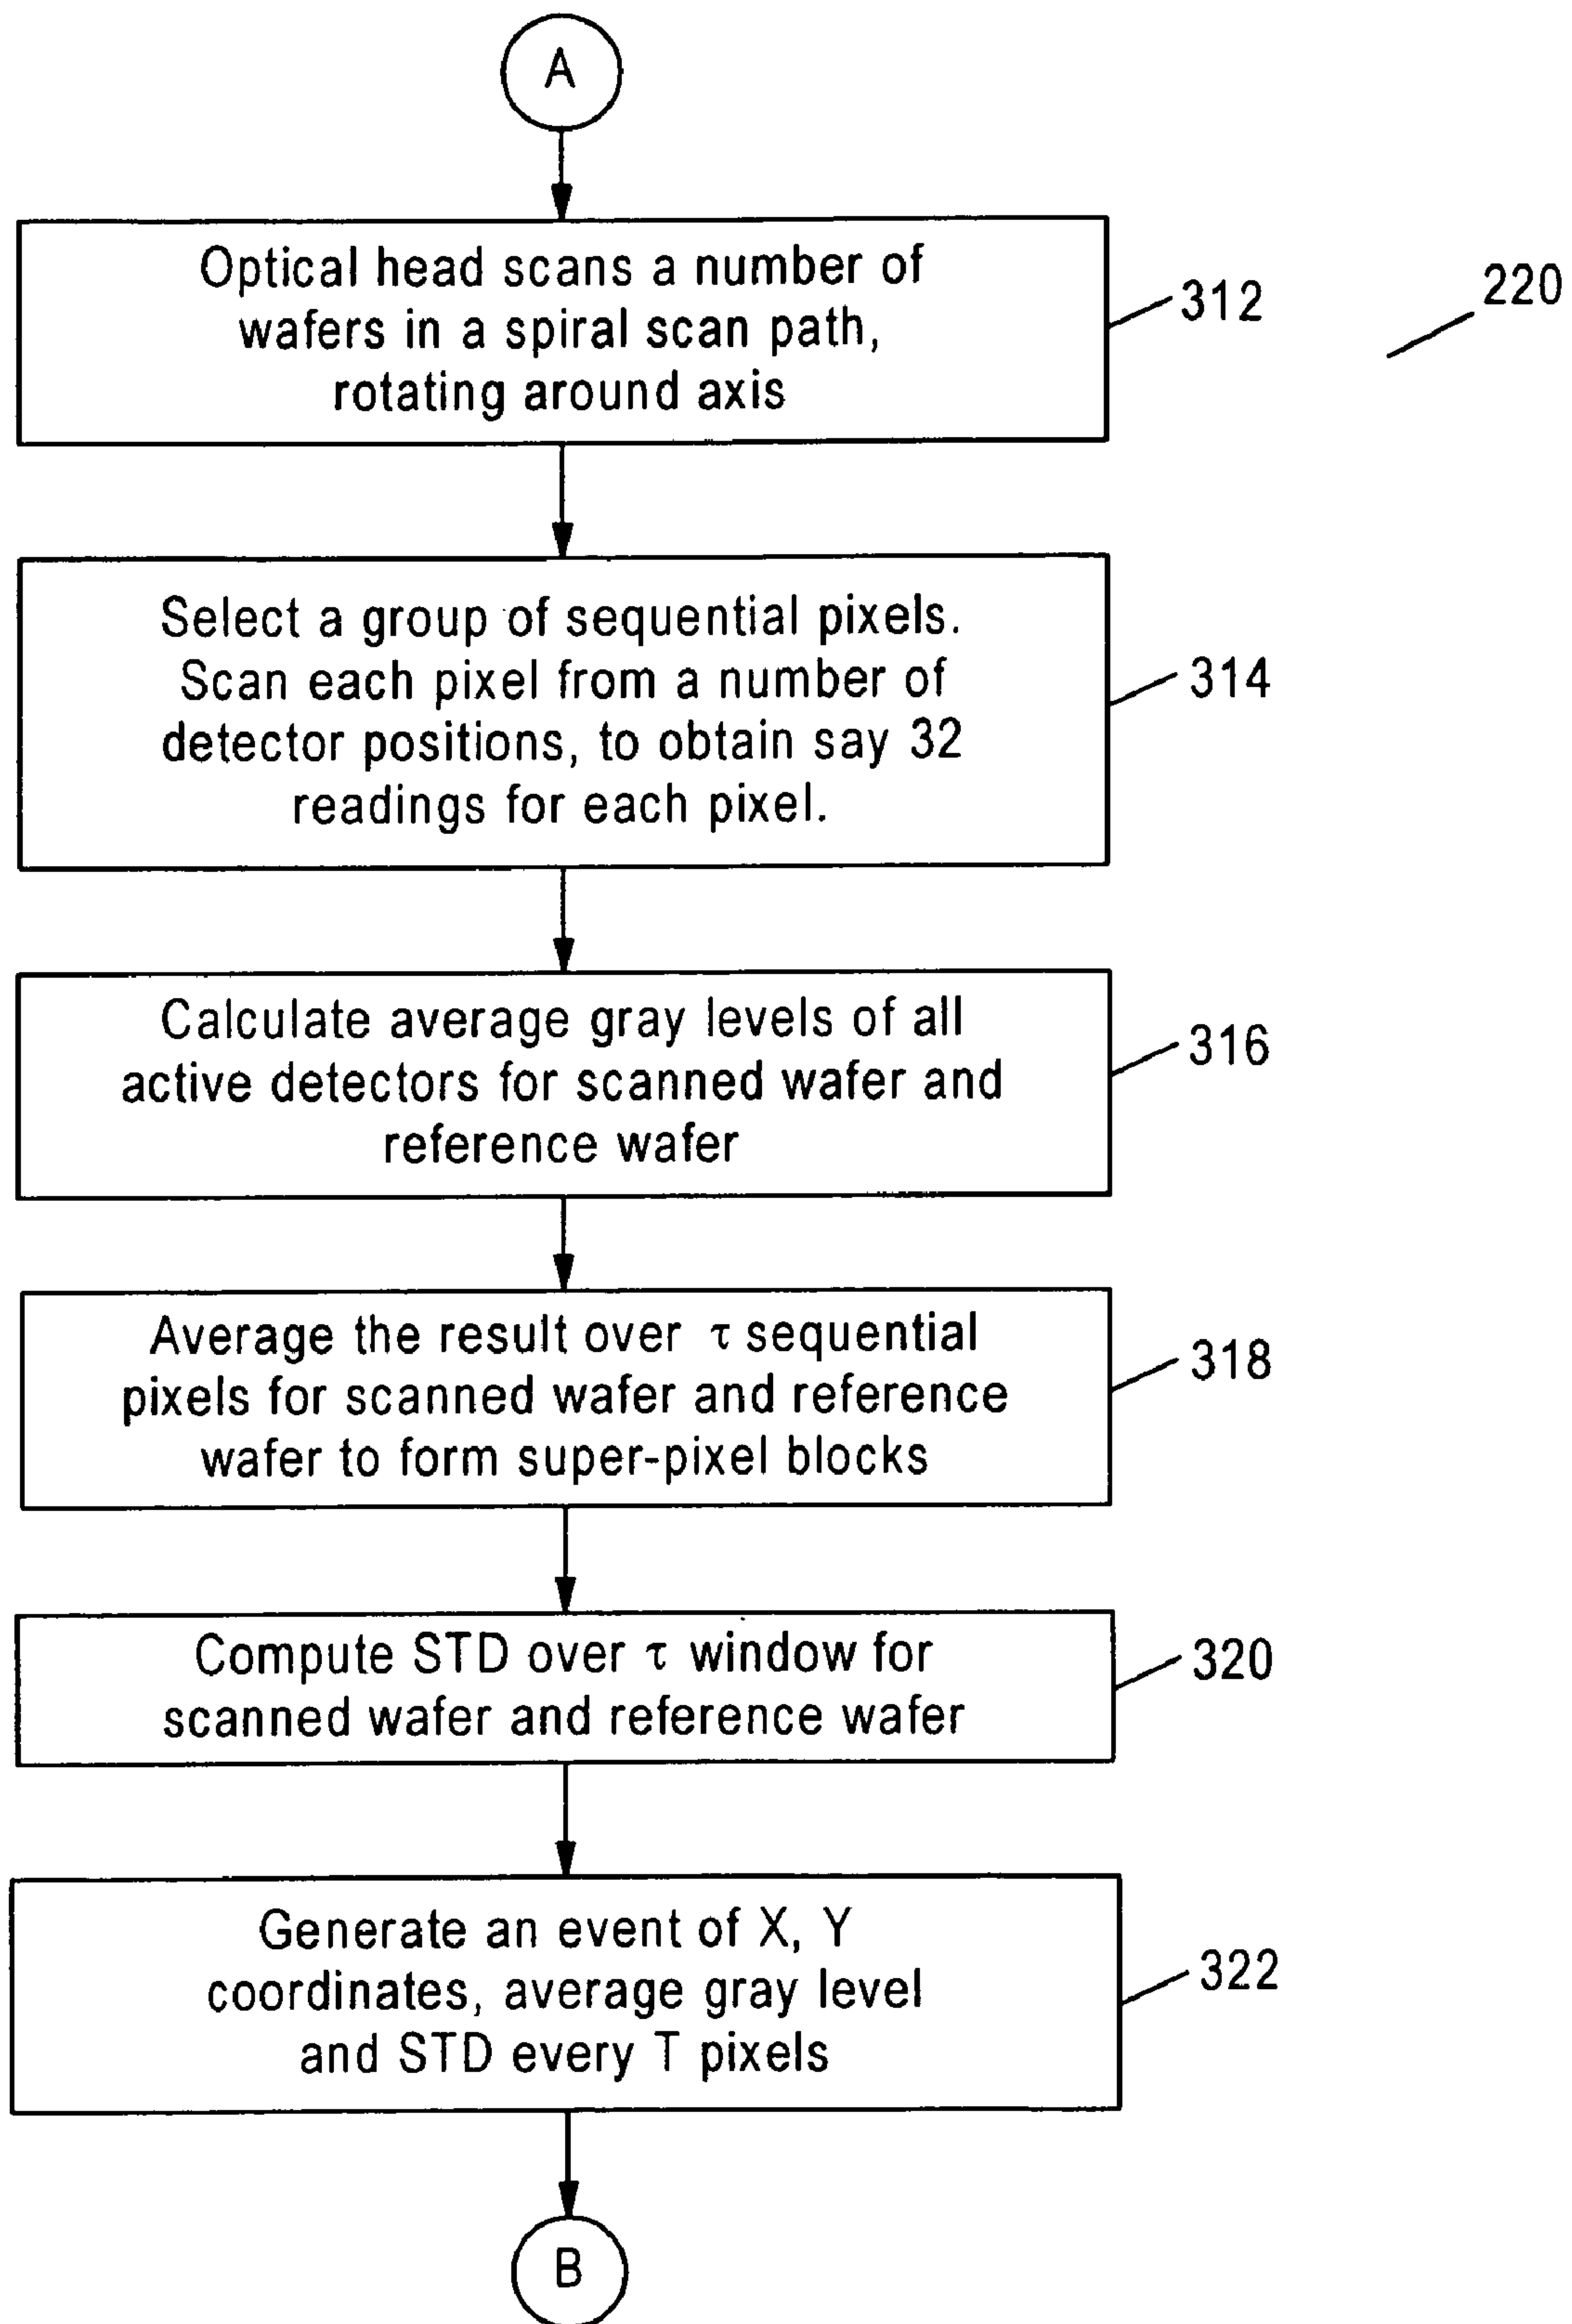 A
Optical head scans a number of
wafers in a spiral scan path,
rotating around axis
312
220
Select a group of sequential pixels.
Scan each pixel from a number of
detector positions, to obtain say 32
readings for each pixel.
314
Calculate average gray levels of all
active detectors for scanned wafer and
reference wafer
316
Average the result over τ sequential
pixels for scanned wafer and reference
wafer to form super-pixel blocks
318
Compute STD over τ window for
scanned wafer and reference wafer
320
Generate an event of X, Y
coordinates, average gray level
and STD every T pixels
322
B